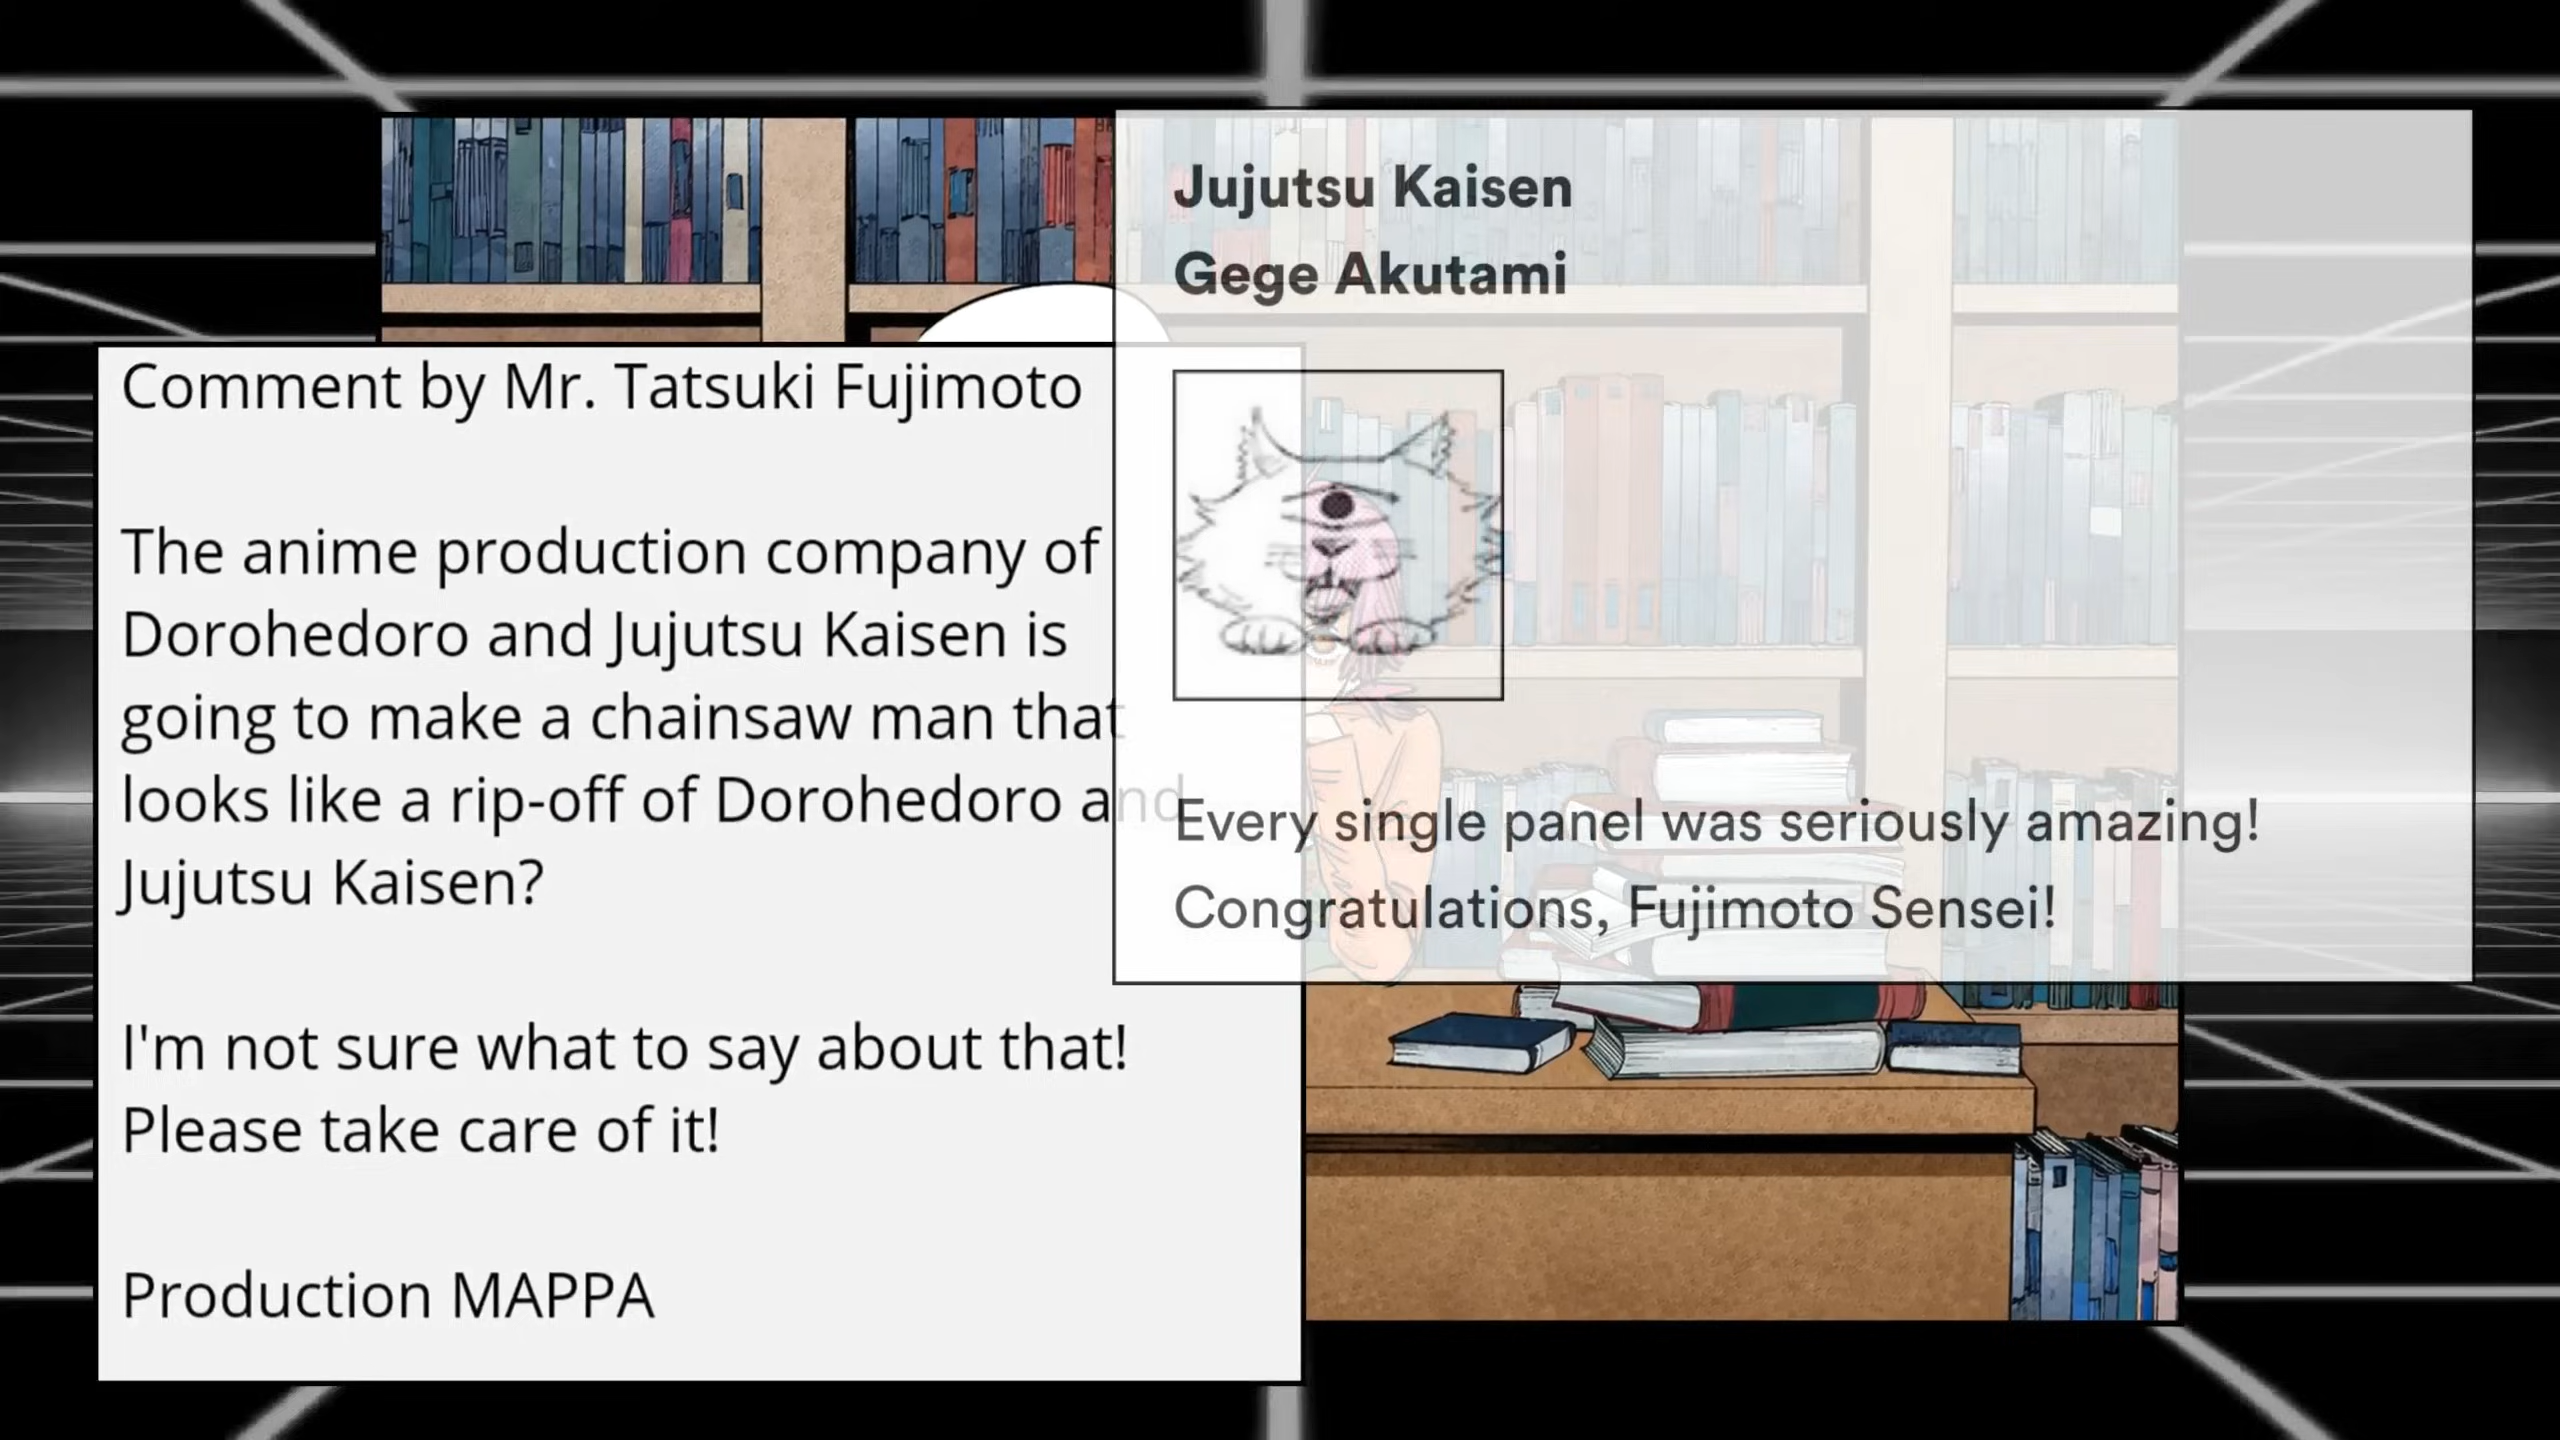 Comment by Mr. Tatsuki Fujimoto
The anime production company of
Dorohedoro and Jujutsu Kaisen is
going to make a chainsaw man that
looks like a rip-off of Dorohedoro and
Jujutsu Kaisen?
I'm not sure what to say about that!
Please take care of it!
Production MAPPA
Jujutsu Kaisen
Gege Akutami
Every single panel was seriously amazing!
Congratulations, Fujimoto Sensei!